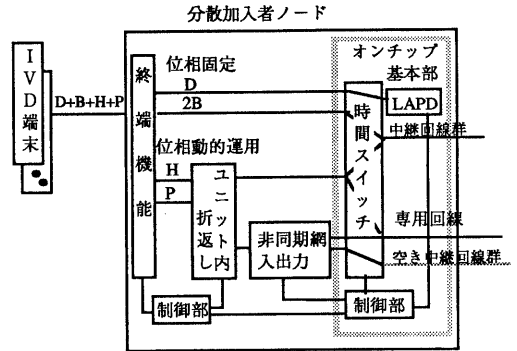 分散加入者ノード
IVD端末
D+B+H+P
終端機能
位相固定
D
2B
位相動的運用
H
P
ユニット内折返し
非同期網入出力
制御部
オンチップ基本部
時間スイッチ
LAPD
中継回線群
専用回線
空き中継回線群
制御部